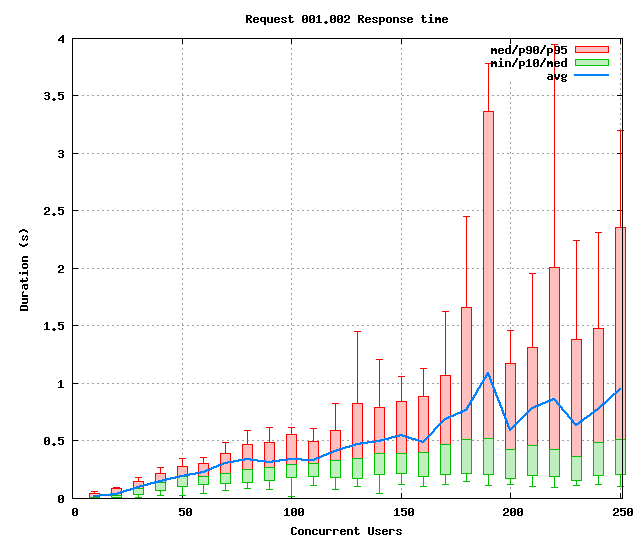 Request 001.002 Response time
med/p90/p95
min/p10/med
avg
4
3.5
3
2.5
2
1.5
1
0.5
0
Duration (s)
0 50 100 150 200 250
Concurrent Users